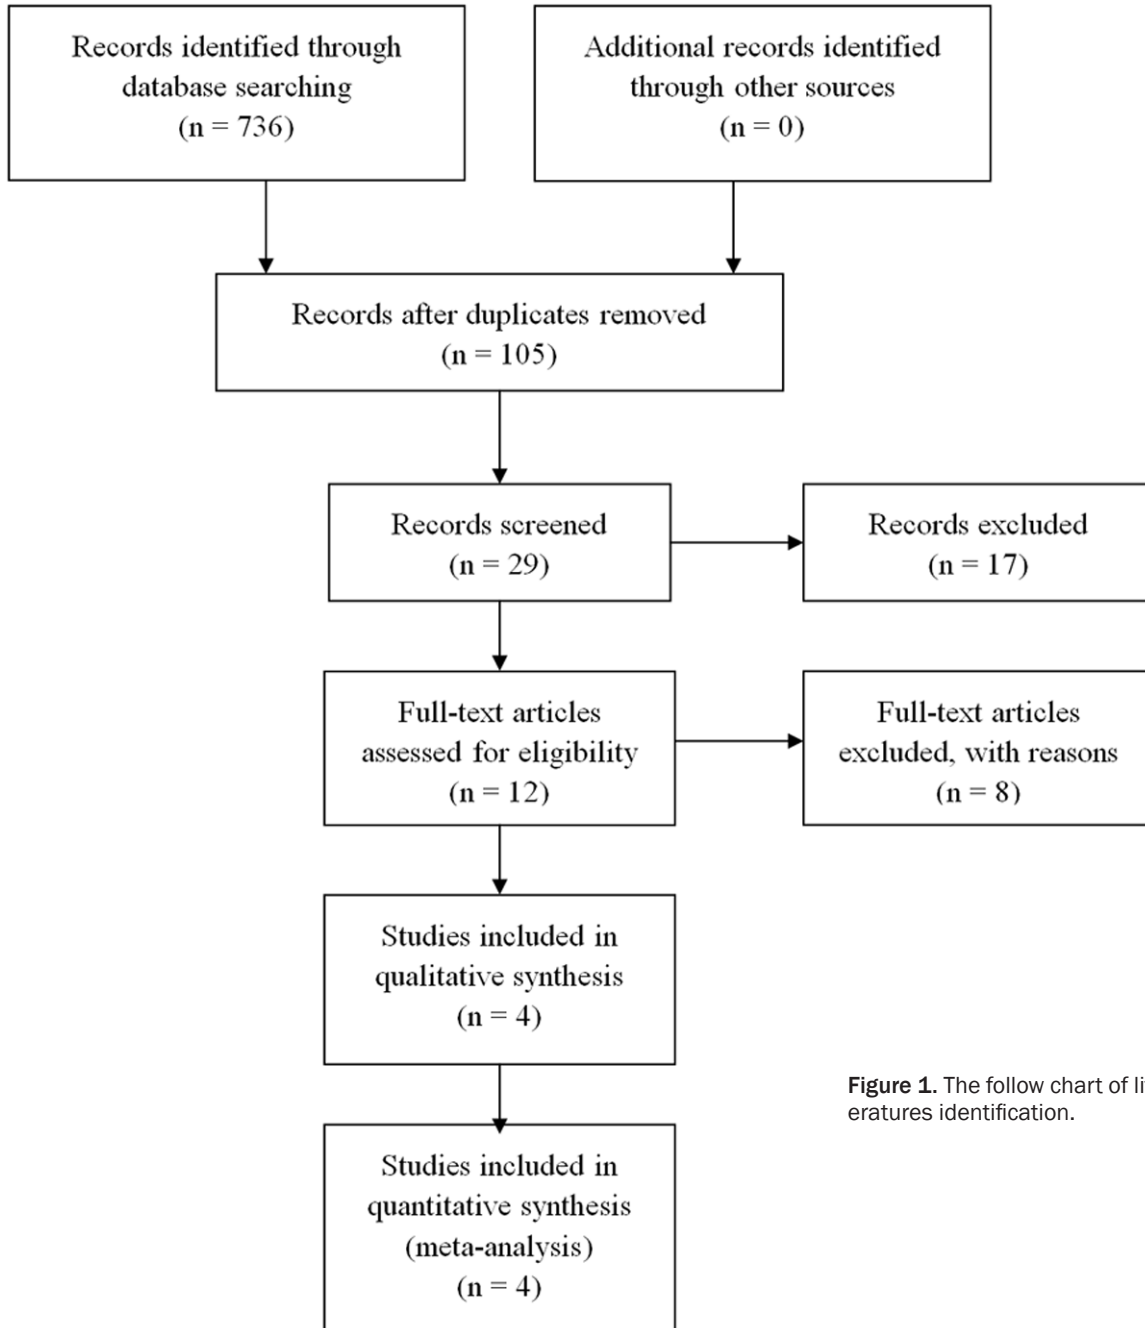 Records identified through
database searching
(n = 736)
Additional records identified
through other sources
(n = 0)
Records after duplicates removed
(n = 105)
Records screened
(n = 29)
Records excluded
(n = 17)
Full-text articles
assessed for eligibility
(n = 12)
Full-text articles
excluded, with reasons
(n = 8)
Studies included in
qualitative synthesis
(n = 4)
Studies included in
quantitative synthesis
(meta-analysis)
(n = 4)
Figure 1. The follow chart of li
eratures identification.